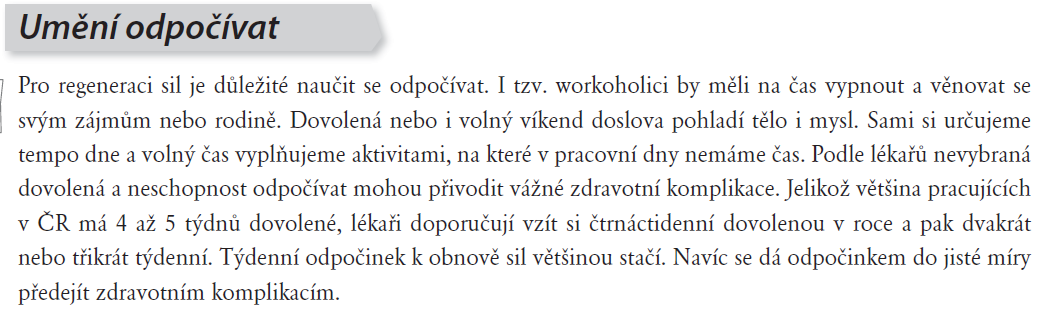 Umění odpočívat
Pro regeneraci sil je důležité naučit se odpočívat. I tzv. workoholici by měli na čas vypnout a věnovat se
svým zájmům nebo rodině. Dovolená nebo i volný víkend doslova pohladí tělo i mysl. Sami si určujeme
tempo dne a volný čas vyplňujeme aktivitami, na které v pracovní dny nemáme čas. Podle lékařů nevybraná
dovolená a neschopnost odpočívat mohou přivodit vážné zdravotní komplikace. Jelikož většina pracujících
v ČR má 4 až 5 týdnů dovolené, lékaři doporučují vzít si čtrnáctidenní dovolenou v roce a pak dvakrát
nebo třikrát týdenní. Týdenní odpočinek k obnově sil většinou stačí. Navíc se dá odpočinkem do jisté míry
předejít zdravotním komplikacím.